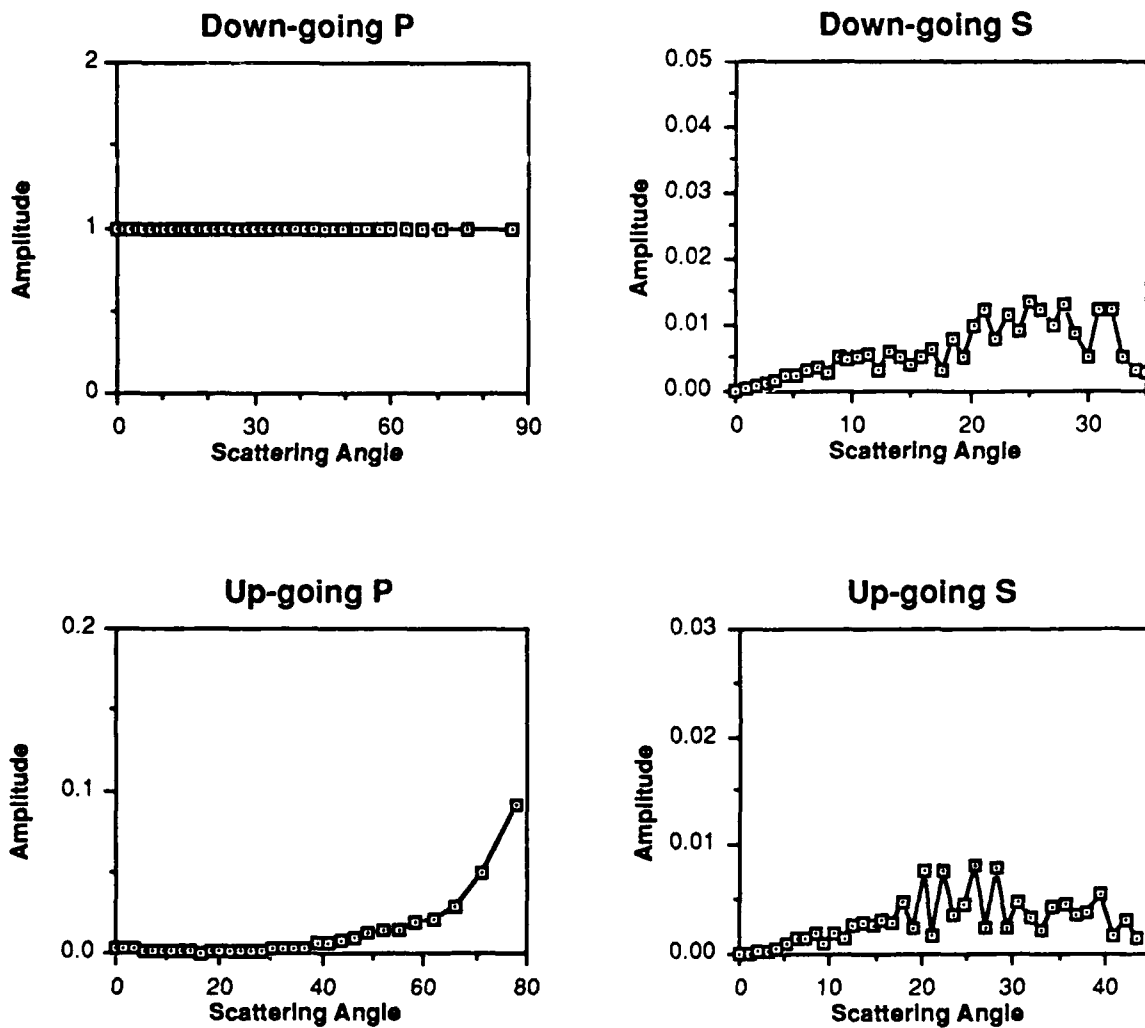 Down-going P
Down-going S
2
1
0
Amplitude
0 30 60 90
Scattering Angle
0.05
0.04
0.03
0.02
0.01
0.00
Amplitude
0 10 20 30
Scattering Angle
Up-going P
Up-going S
0.2
0.1
0.0
Amplitude
0 20 40 60 80
Scattering Angle
0.03
0.02
0.01
0.00
Amplitude
0 10 20 30 40
Scattering Angle